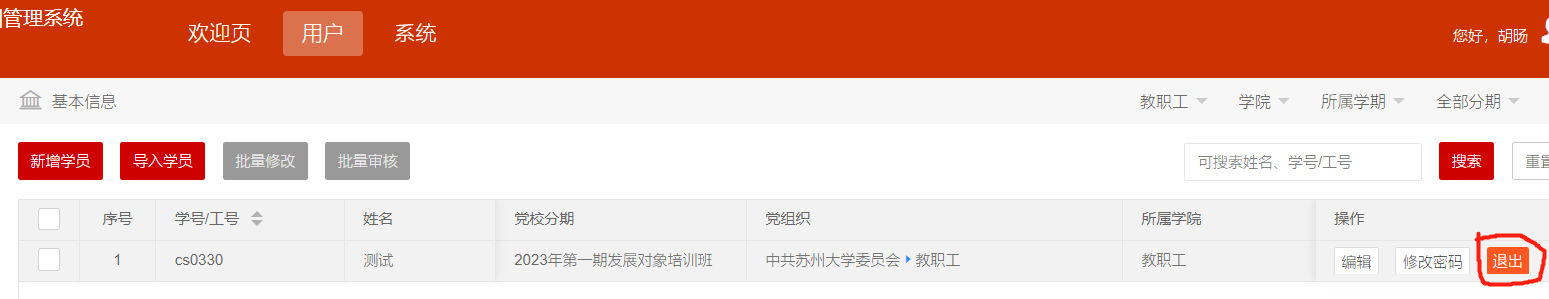 管理系统
欢迎页 用户 系统
您好，胡旸
基本信息
教职工 学院 所属学期 全部分期
新增学员 导入学员 批量修改 批量审核
可搜索姓名、学号/工号 搜索 重置
序号 学号/工号 姓名 党校分期 党组织 所属学院 操作
1 cs0330 测试 2023年第一期发展对象培训班 中共苏州大学委员会 教职工 教职工 编辑 修改密码 退出